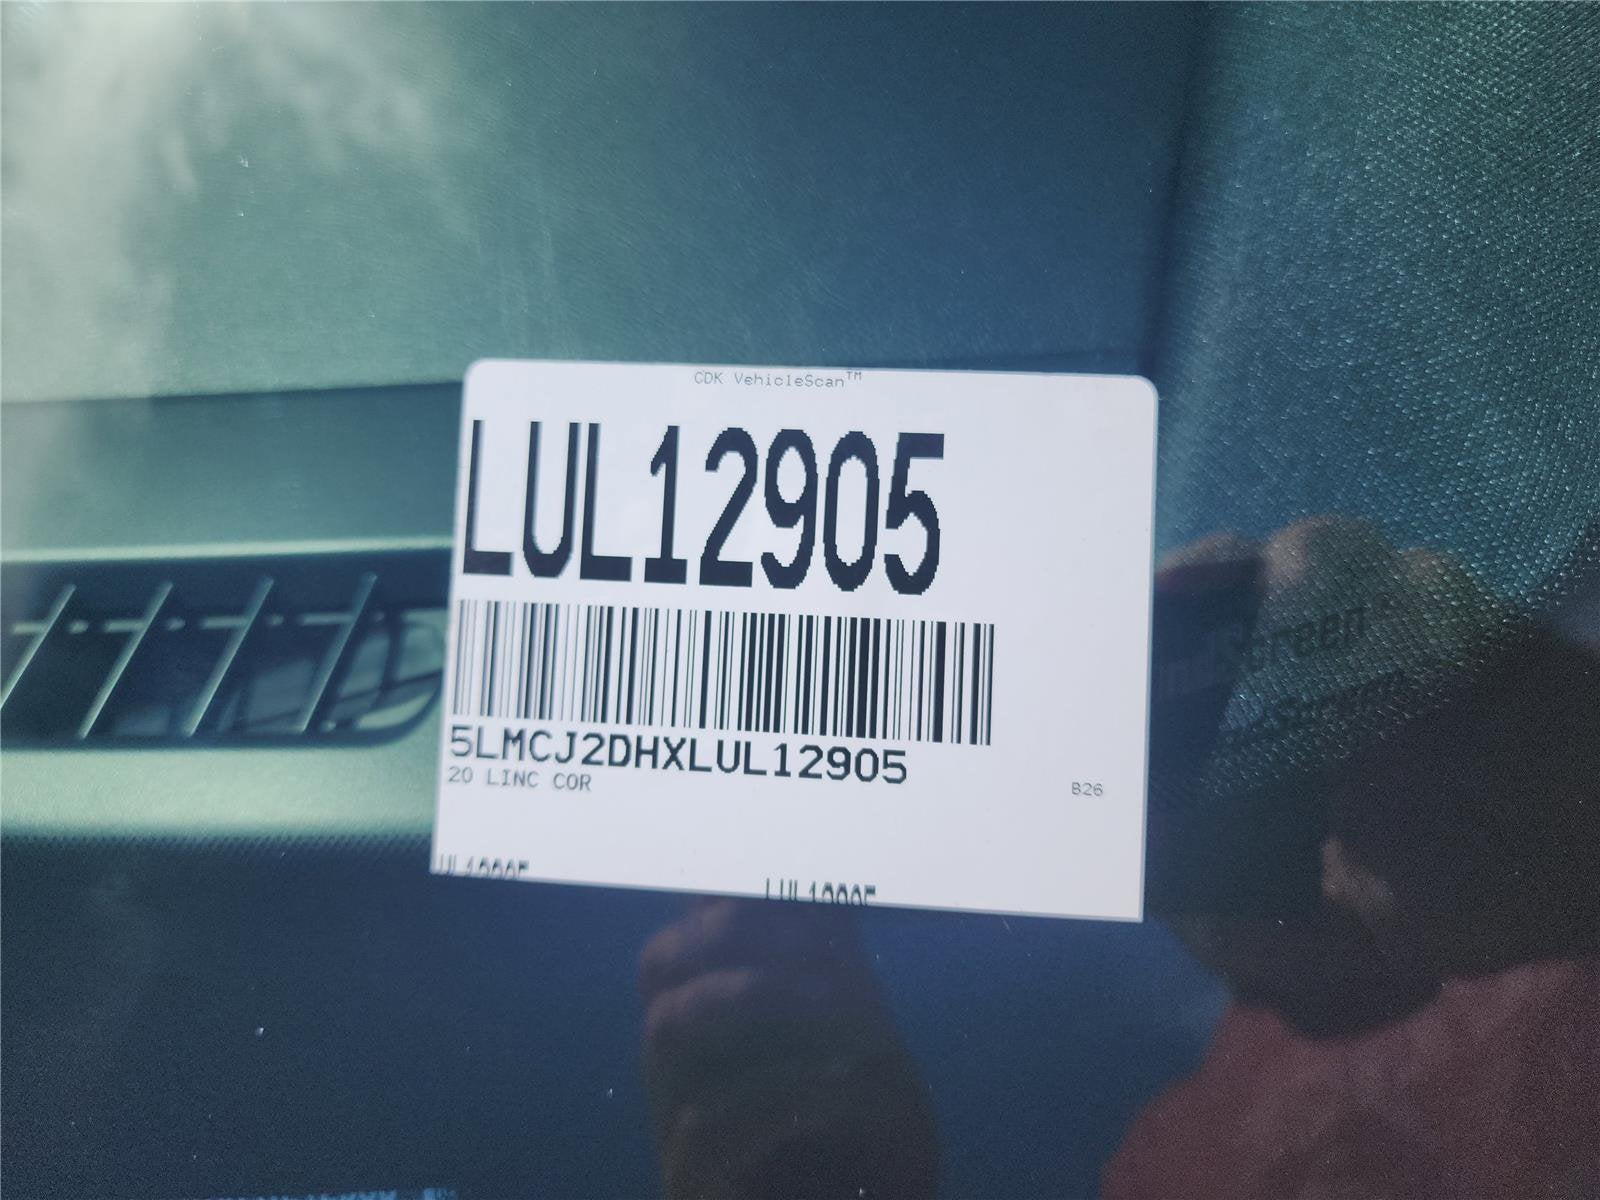 CDK VehicleScan™
LUL12905
5LMCJ2DHXLUL12905
20 LINC COR
B26